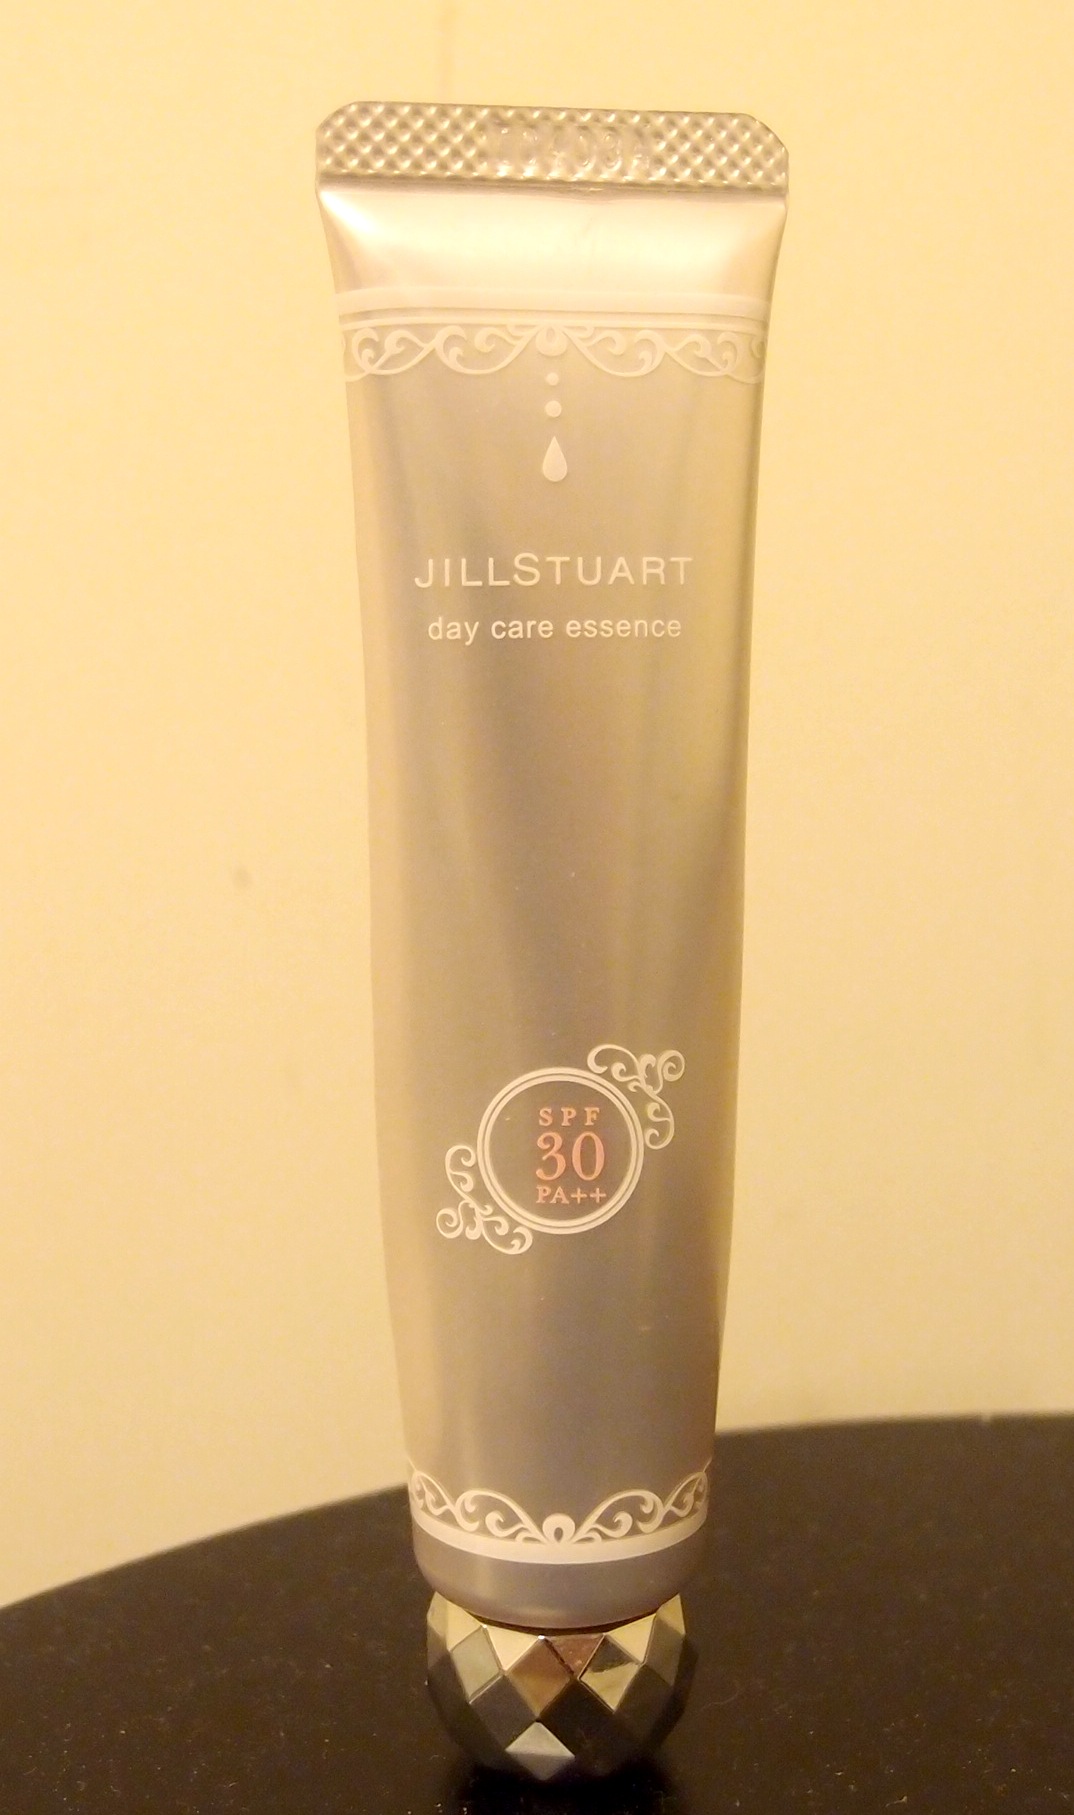 JILLSTUART
day care essence
SPF
30
PA++